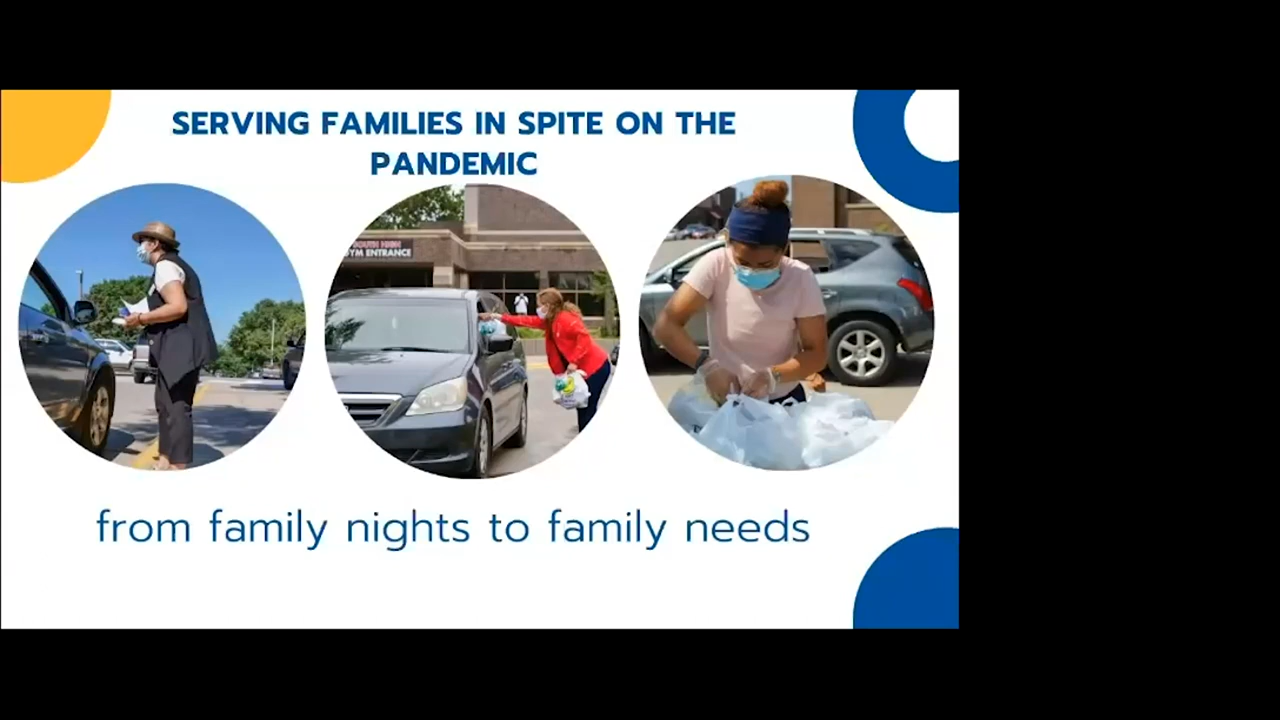 SERVING FAMILIES IN SPITE ON THE
PANDEMIC
SOUTH HIGH
GYM ENTRANCE
from family nights to family needs